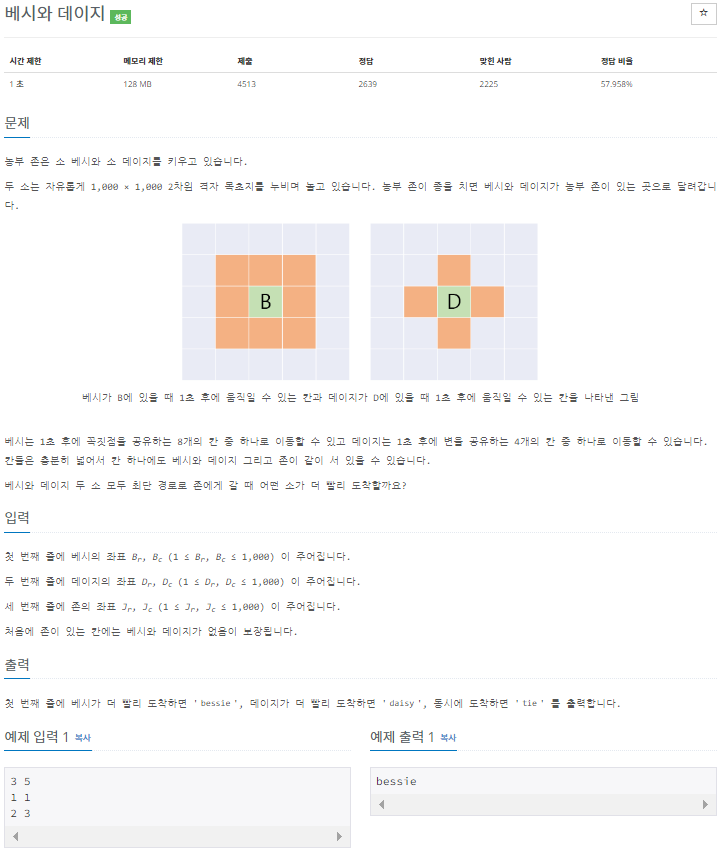 베시와 데이지 성공
☆
시간 제한 메모리 제한 제출 정답 맞힌 사람 정답 비율
1 초 128 MB 4513 2639 2225 57.958%
문제
농부 존은 소 베시와 소 데이지를 키우고 있습니다.
두 소는 자유롭게 1,000 × 1,000 2차원 격자 목초지를 누비며 놀고 있습니다. 농부 존이 종을 치면 베시와 데이지가 농부 존이 있는 곳으로 달려갑니
다.
B D
베시가 B에 있을 때 1초 후에 움직일 수 있는 칸과 데이지가 D에 있을 때 1초 후에 움직일 수 있는 칸을 나타낸 그림
베시는 1초 후에 꼭짓점을 공유하는 8개의 칸 중 하나로 이동할 수 있고 데이지는 1초 후에 변을 공유하는 4개의 칸 중 하나로 이동할 수 있습니다.
칸들은 충분히 넓어서 칸 하나에도 베시와 데이지 그리고 존이 같이 서 있을 수 있습니다.
베시와 데이지 두 소 모두 최단 경로로 존에게 갈 때 어떤 소가 더 빨리 도착할까요?
입력
첫 번째 줄에 베시의 좌표 Br, Bc (1 ≤ Br, Bc ≤ 1,000) 이 주어집니다.
두 번째 줄에 데이지의 좌표 Dr, Dc (1 ≤ Dr, Dc ≤ 1,000) 이 주어집니다.
세 번째 줄에 존의 좌표 Jr, Jc (1 ≤ Jr, Jc ≤ 1,000) 이 주어집니다.
처음에 존이 있는 칸에는 베시와 데이지가 없음이 보장됩니다.
출력
첫 번째 줄에 베시가 더 빨리 도착하면 'bessie', 데이지가 더 빨리 도착하면 'daisy', 동시에 도착하면 'tie' 를 출력합니다.
예제 입력 1 복사
3 5
1 1
2 3
예제 출력 1 복사
bessie